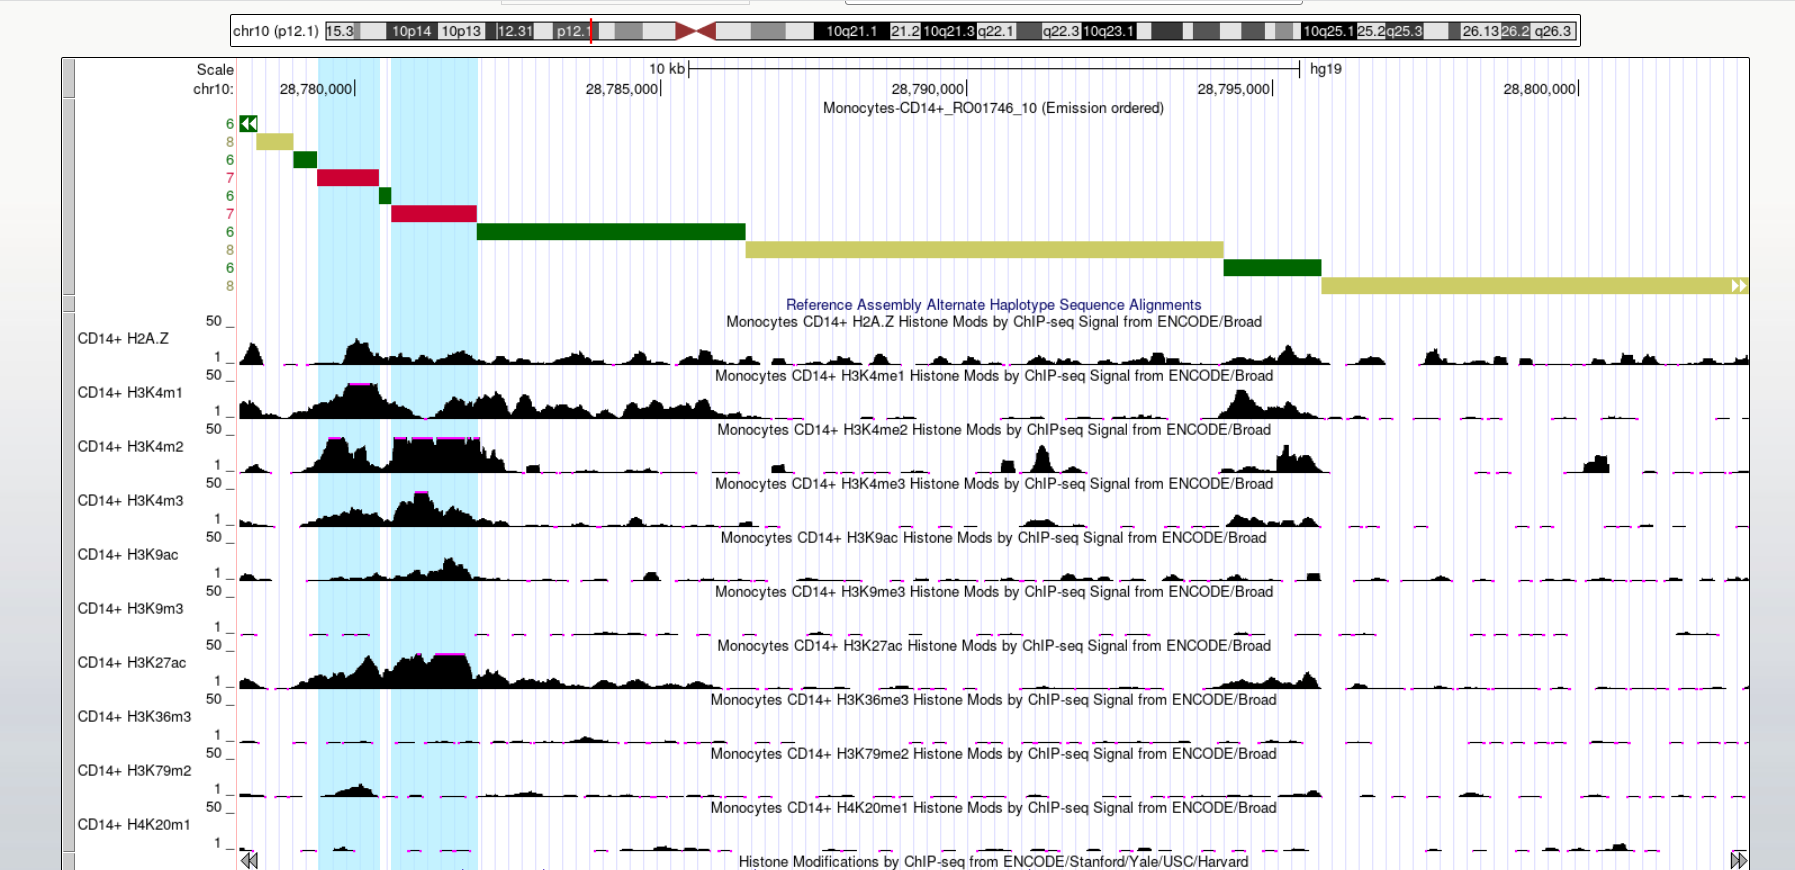 chr10 (p12.1) 15.3 10p14 10p13 12.31 p12.1 10q21.1 21.2 10q21.3 q22.1 q22.3 10q23.1 10q25.1 25.2 q25.3 26.13 26.2 q26.3
Scale 10 kb hg19
chr10: 28,780,000 28,785,000 28,790,000 28,795,000 28,800,000
Monocytes-CD14+_RO01746_10 (Emission ordered)
6
8
6
7
6
7
6
8
6
8
Reference Assembly Alternate Haplotype Sequence Alignments
50 Monocytes CD14+ H2A.Z Histone Mods by ChIP-seq Signal from ENCODE/Broad
CD14+ H2A.Z
1
50 Monocytes CD14+ H3K4me1 Histone Mods by ChIP-seq Signal from ENCODE/Broad
CD14+ H3K4m1
1
50 Monocytes CD14+ H3K4me2 Histone Mods by ChIPseq Signal from ENCODE/Broad
CD14+ H3K4m2
1
50 Monocytes CD14+ H3K4me3 Histone Mods by ChIP-seq Signal from ENCODE/Broad
CD14+ H3K4m3
1
50 Monocytes CD14+ H3K9ac Histone Mods by ChIP-seq Signal from ENCODE/Broad
CD14+ H3K9ac
1
50 Monocytes CD14+ H3K9me3 Histone Mods by ChIP-seq Signal from ENCODE/Broad
CD14+ H3K9m3
1
50 Monocytes CD14+ H3K27ac Histone Mods by ChIP-seq Signal from ENCODE/Broad
CD14+ H3K27ac
1
50 Monocytes CD14+ H3K36me3 Histone Mods by ChIP-seq Signal from ENCODE/Broad
CD14+ H3K36m3
1
50 Monocytes CD14+ H3K79me2 Histone Mods by ChIP-seq Signal from ENCODE/Broad
CD14+ H3K79m2
1
50 Monocytes CD14+ H4K20me1 Histone Mods by ChIP-seq Signal from ENCODE/Broad
CD14+ H4K20m1
1
Histone Modifications by ChIP-seq from ENCODE/Stanford/Yale/USC/Harvard